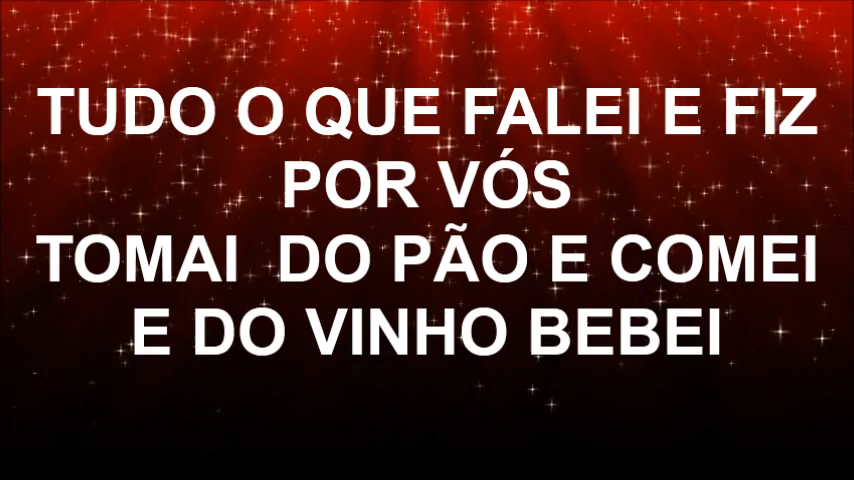 TUDO O QUE FALEI E FIZ
POR VÓS
TOMAI  DO PÃO E COMEI
E DO VINHO BEBEI